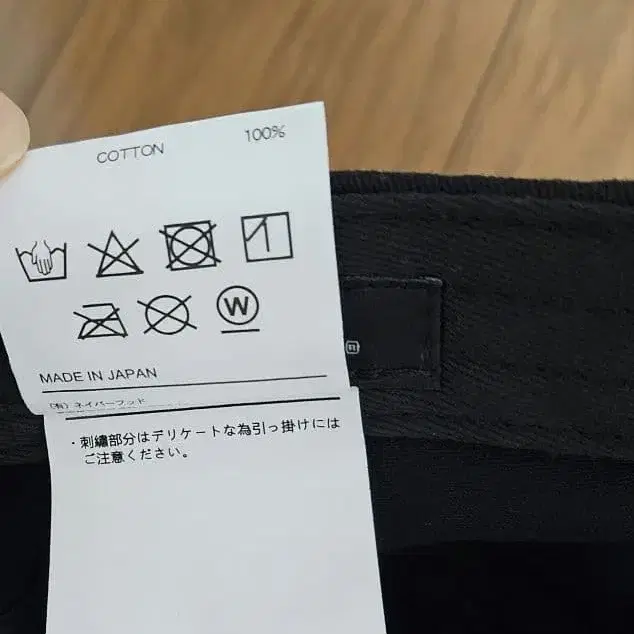 COTTON 100%
W
MADE IN JAPAN
(有) ネイバーフッド
・刺繍部分はデリケートな為引っ掛けには
ご注意ください。